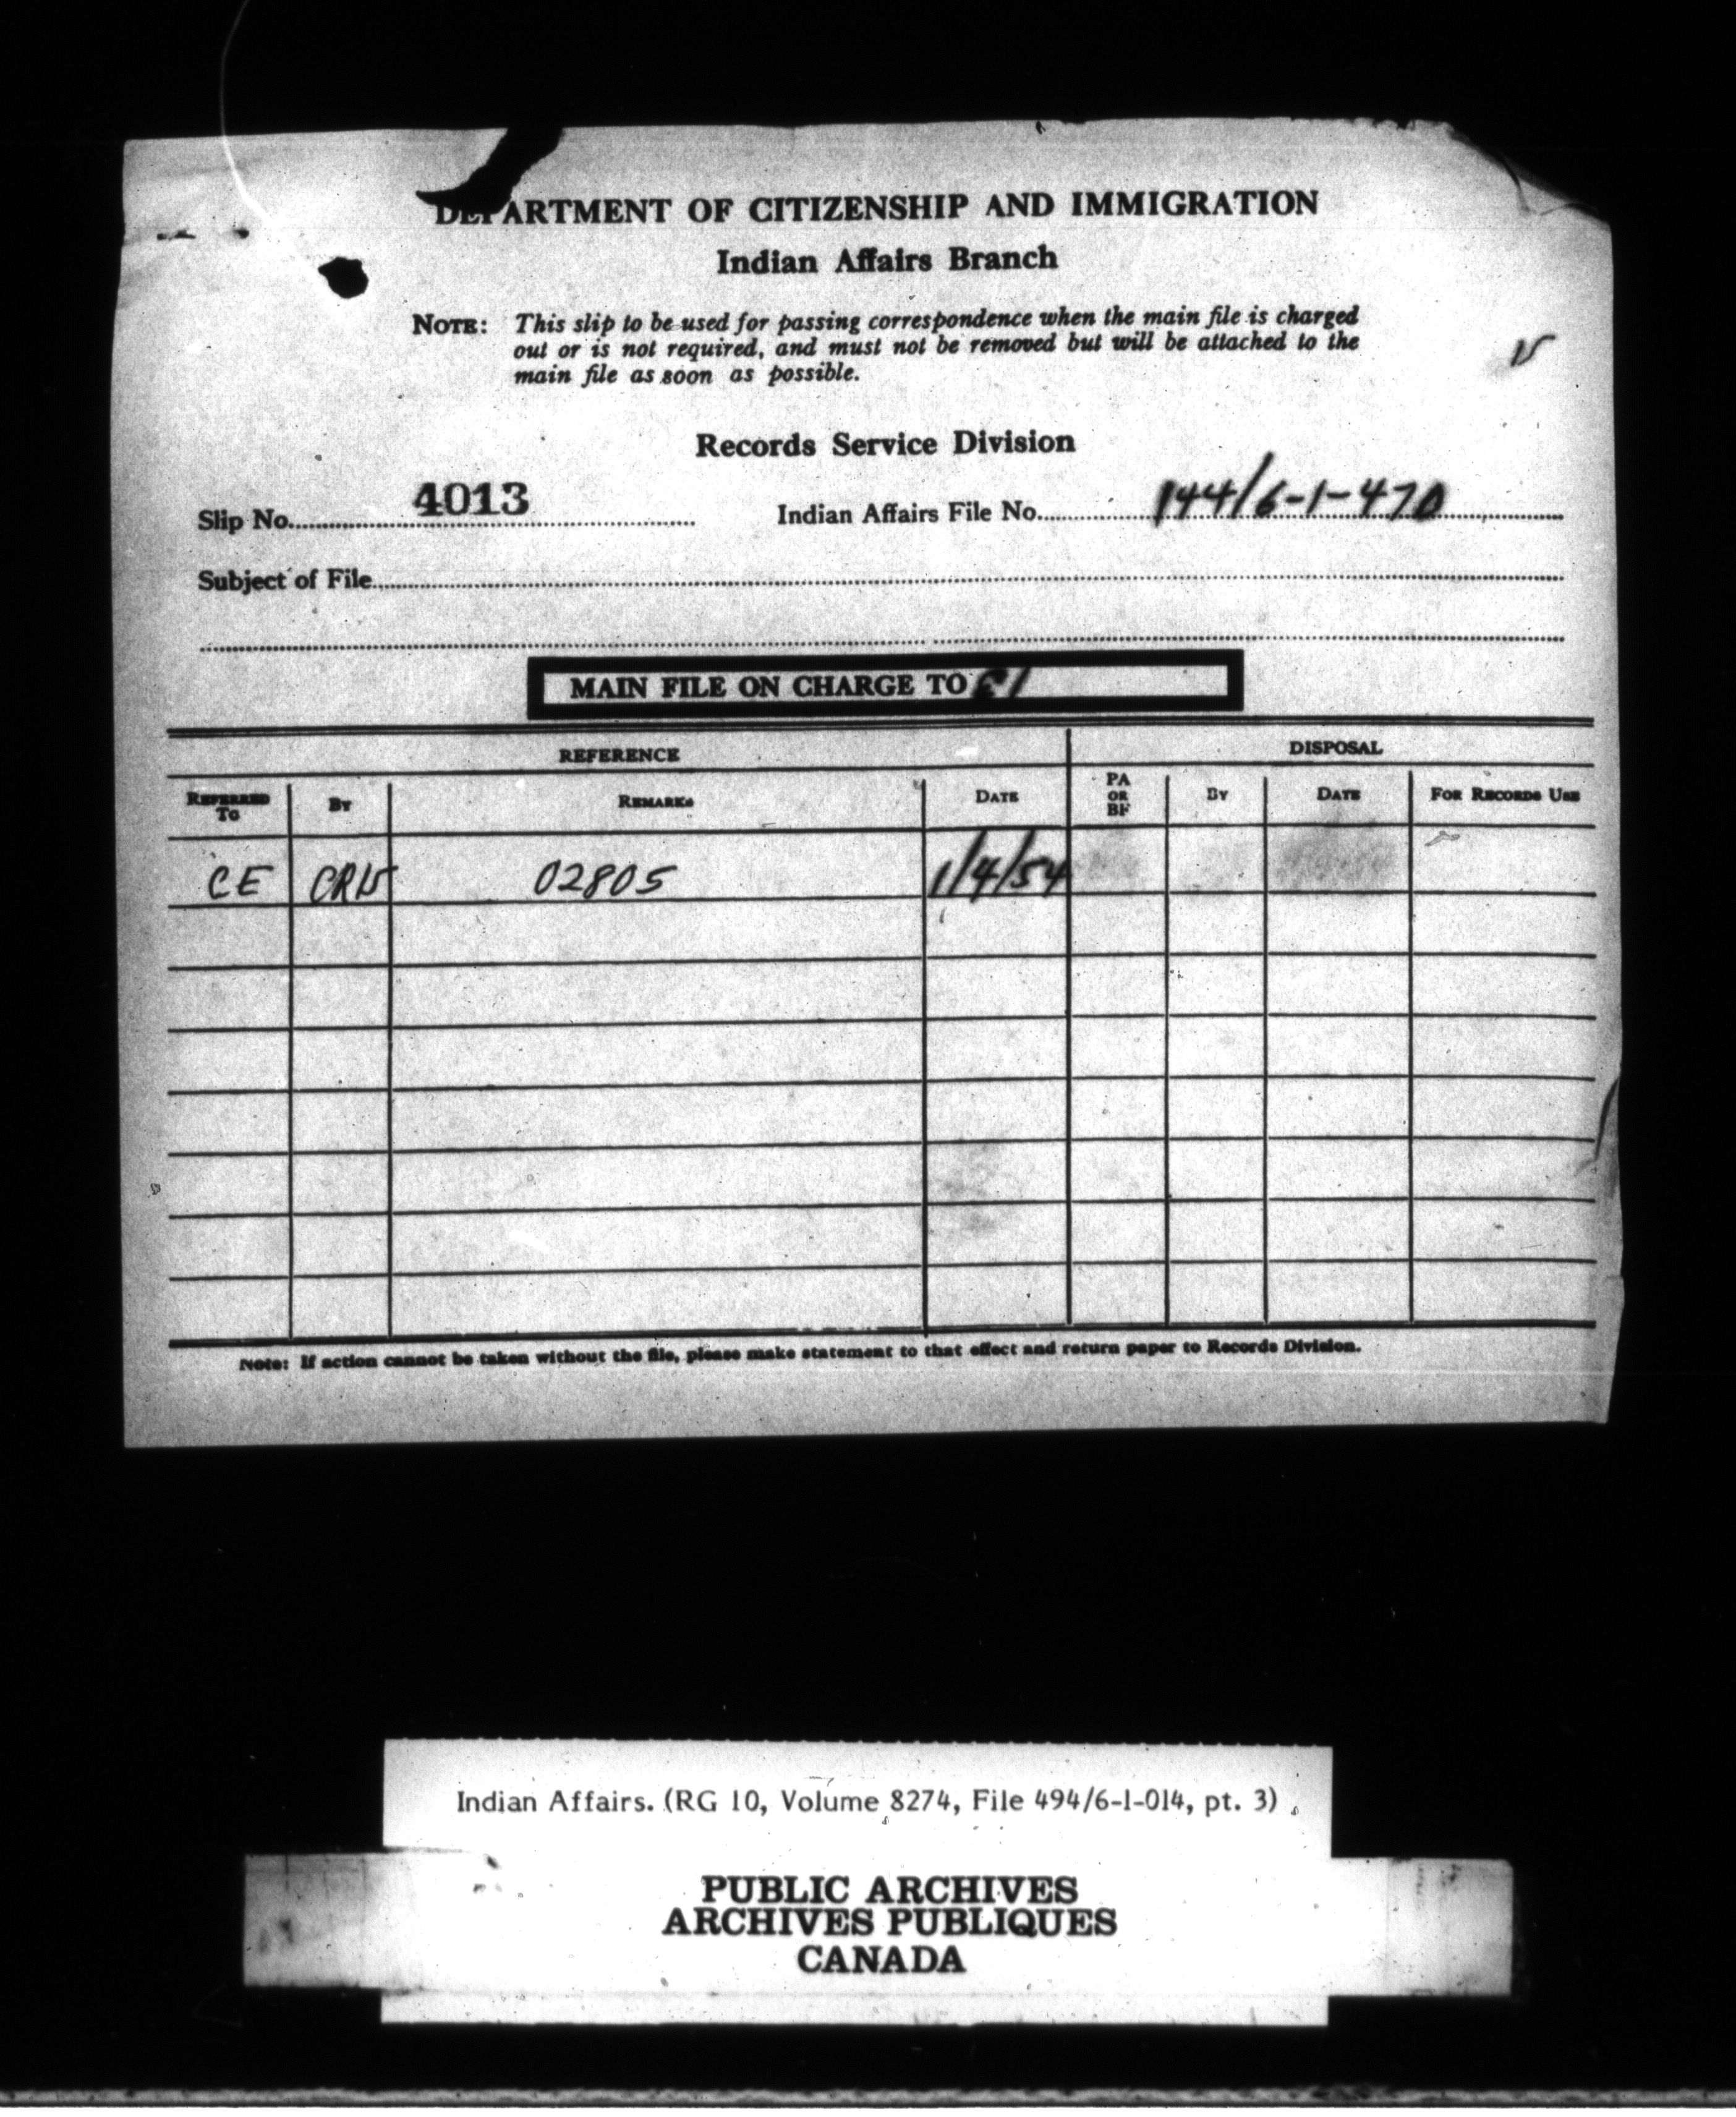 DEPARTMENT OF CITIZENSHIP AND IMMIGRATION
Indian Affairs Branch
NOTE: This slip to be used for passing correspondence when the main file is charged
out or is not required, and must not be removed but will be attached to the
main file as soon as possible.
Records Service Division
Slip No. 4013 Indian Affairs File No. 144/6-1-470
Subject of File
MAIN FILE ON CHARGE TO
REFERENCE DISPOSAL
REFERRED TO BY REMARKS DATE PA OR BF BY DATE FOR RECORDS USE
CE 02805 1/4/54
Note: If action cannot be taken without the file, please make statement to that effect and return paper to Records Division.
Indian Affairs. (RG 10, Volume 8274, File 494/6-1-014, pt. 3)
PUBLIC ARCHIVES
ARCHIVES PUBLIQUES
CANADA